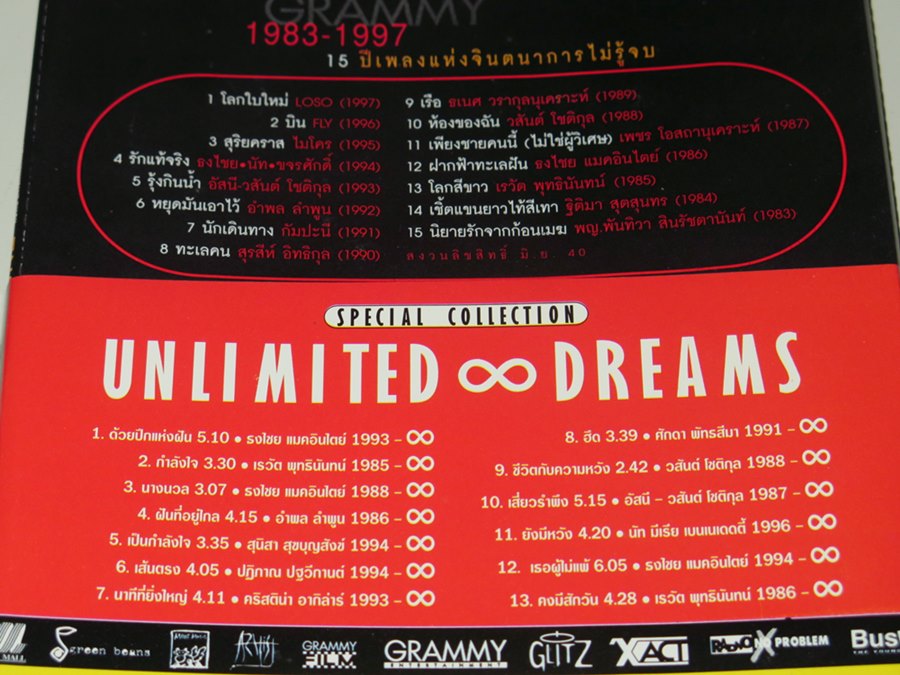 GRAMMY
1983-1997
15 ปีเพลงแห่งจินตนาการไม่รู้จบ
1 โลกใบใหม่ LOSO (1997)
2 บิน FLY (1996)
3 สุริยคราส ไมโคร (1995)
4 รักแท้จริง ธงไชย•นัท•ขจรศักดิ์ (1994)
5 รุ้งกินน้ำ อัสนี-วสันต์ โชติกุล (1993)
6 หยุดมันเอาไว้ อำพล ลำพูน (1992)
7 นักเดินทาง กัมปะนี (1991)
8 ทะเลคน สุรสีห์ อิทธิกุล (1990)
9 เรือ ธเนศ วรากุลนุเคราะห์ (1989)
10 ห้องของฉัน วสันต์ โชติกุล (1988)
11 เพียงชายคนนี้ (ไม่ใช่ผู้วิเศษ) เพชร โอสถานุเคราะห์ (1987)
12 ฝากฟ้าทะเลฝัน ธงไชย แมคอินไตย์ (1986)
13 โลกสีขาว เรวัต พุทธินันทน์ (1985)
14 เชิ้ตแขนยาวไท้สีเทา ฐิติมา สุตสุนทร (1984)
15 นิยายรักจากก้อนเมฆ พญ.พันทิวา สินรัชตานันท์ (1983)
สงวนลิขสิทธิ์ มิ.ย. 40
SPECIAL COLLECTION
UNLIMITED ∞ DREAMS
1. ด้วยปีกแห่งฝัน 5.10 • ธงไชย แมคอินไตย์ 1993 - ∞
2. กำลังใจ 3.30 • เรวัต พุทธินันทน์ 1985 - ∞
3. นางนวล 3.07 • ธงไชย แมคอินไตย์ 1988 - ∞
4. ฝันที่อยู่ไกล 4.15 • อำพล ลำพูน 1986 - ∞
5. เป็นกำลังใจ 3.35 • สุนิสา สุขบุญสังข์ 1994 - ∞
6. เส้นตรง 4.05 • ปฏิภาณ ปฐวีกานต์ 1994 - ∞
7. นาทีที่ยิ่งใหญ่ 4.11 • คริสติน่า อากิล่าร์ 1993 - ∞
8. ฮึด 3.39 • ศักดา พัทธสีมา 1991 - ∞
9. ชีวิตกับความหวัง 2.42 • วสันต์ โชติกุล 1988 - ∞
10. เสี่ยวรำพึง 5.15 • อัสนี - วสันต์ โชติกุล 1987 - ∞
11. ยังมีหวัง 4.20 • นัท มีเรีย เบนเนเดดตี้ 1996 - ∞
12. เธอผู้ไม่แพ้ 6.05 • ธงไชย แมคอินไตย์ 1994 - ∞
13. คงมีสักวัน 4.28 • เรวัต พุทธินันทน์ 1986 - ∞
MALL green beans ARTIST GRAMMY FILM GRAMMY ENTERTAINMENT GLITZ XACT RADIO NO PROBLEM